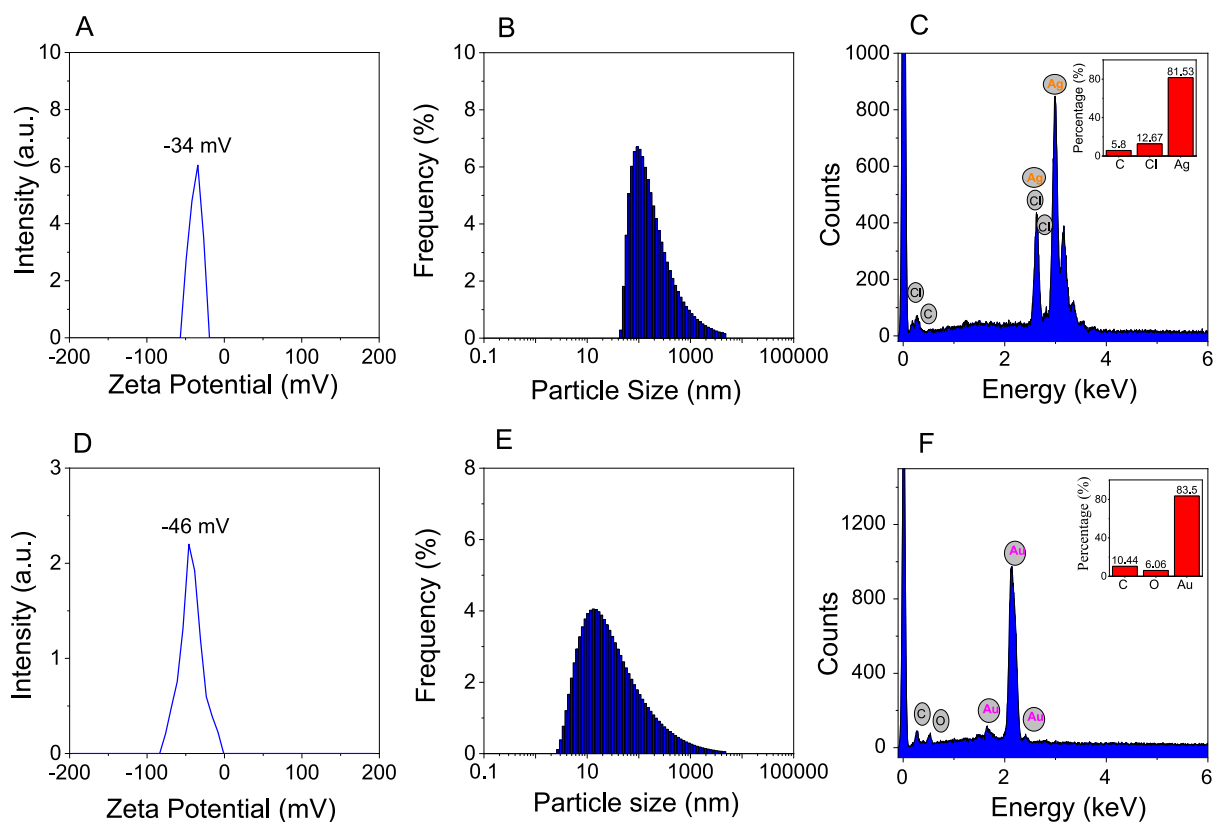 A
10
8
6
4
2
0
-34 mV
Intensity (a.u.)
-200 -100 0 100 200
Zeta Potential (mV)
B
10
8
6
4
2
0
Frequency (%)
0.1 10 1000 100000
Particle Size (nm)
C
1000
800
600
400
200
0
Counts
Ag
Ag
Cl
Cl
Cl
C
0 2 4 6
Energy (keV)
Percentage (%)
80
40
0
5.8 12.67 81.53
C Cl Ag
D
3
2
1
0
-46 mV
Intensity (a.u.)
-200 -100 0 100 200
Zeta Potential (mV)
E
8
6
4
2
0
Frequency (%)
0.1 10 1000 100000
Particle size (nm)
F
1200
800
400
0
Counts
Au
C O Au Au
0 2 4 6
Energy (keV)
Percentage (%)
80
40
0
10.44 6.06 83.5
C O Au